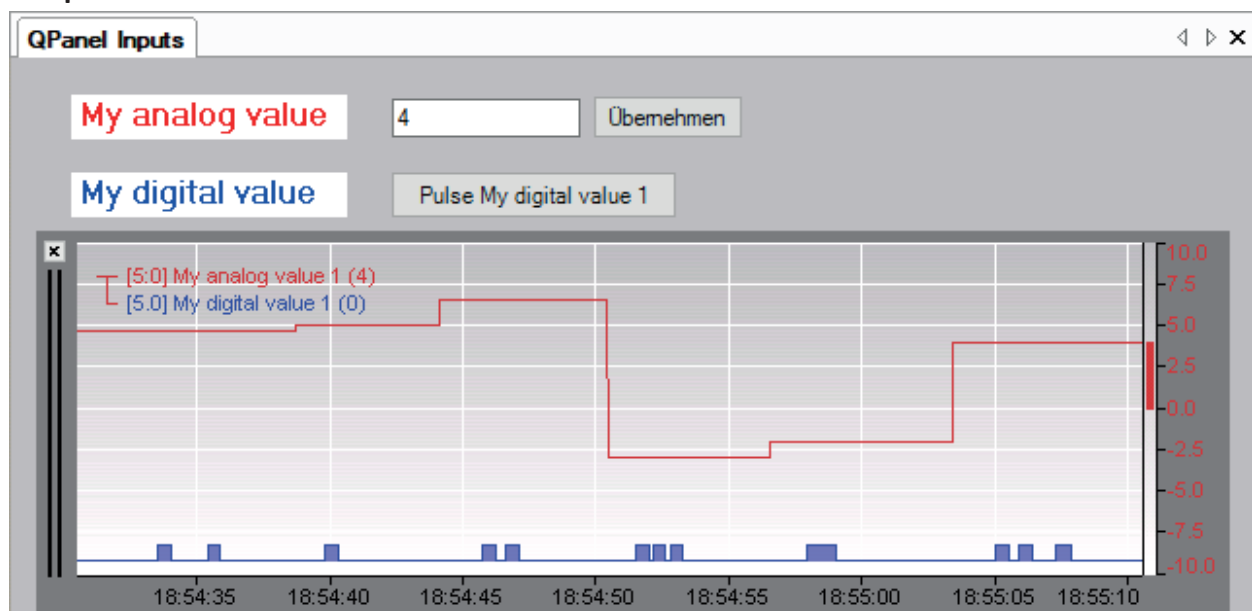 QPanel Inputs
My analog value 4 Übernehmen
My digital value Pulse My digital value 1
[5:0] My analog value 1 (4)
[5.0] My digital value 1 (0)
10.0
7.5
5.0
2.5
0.0
-2.5
-5.0
-7.5
-10.0
18:54:35 18:54:40 18:54:45 18:54:50 18:54:55 18:55:00 18:55:05 18:55:10